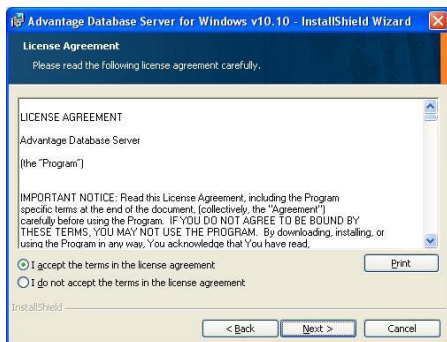 Advantage Database Server for Windows v10.10 - InstallShield Wizard
License Agreement
Please read the following license agreement carefully.
LICENSE AGREEMENT
Advantage Database Server
(the "Program")
IMPORTANT NOTICE: Read this License Agreement, including the Program
specific terms at the end of the document, (collectively, the "Agreement")
carefully before using the Program. IF YOU DO NOT AGREE TO BE BOUND BY
THESE TERMS, YOU MAY NOT USE THE PROGRAM. By downloading, installing, or
using the Program in any way, You acknowledge that You have read,
I accept the terms in the license agreement
Print
I do not accept the terms in the license agreement
InstallShield
< Back
Next >
Cancel